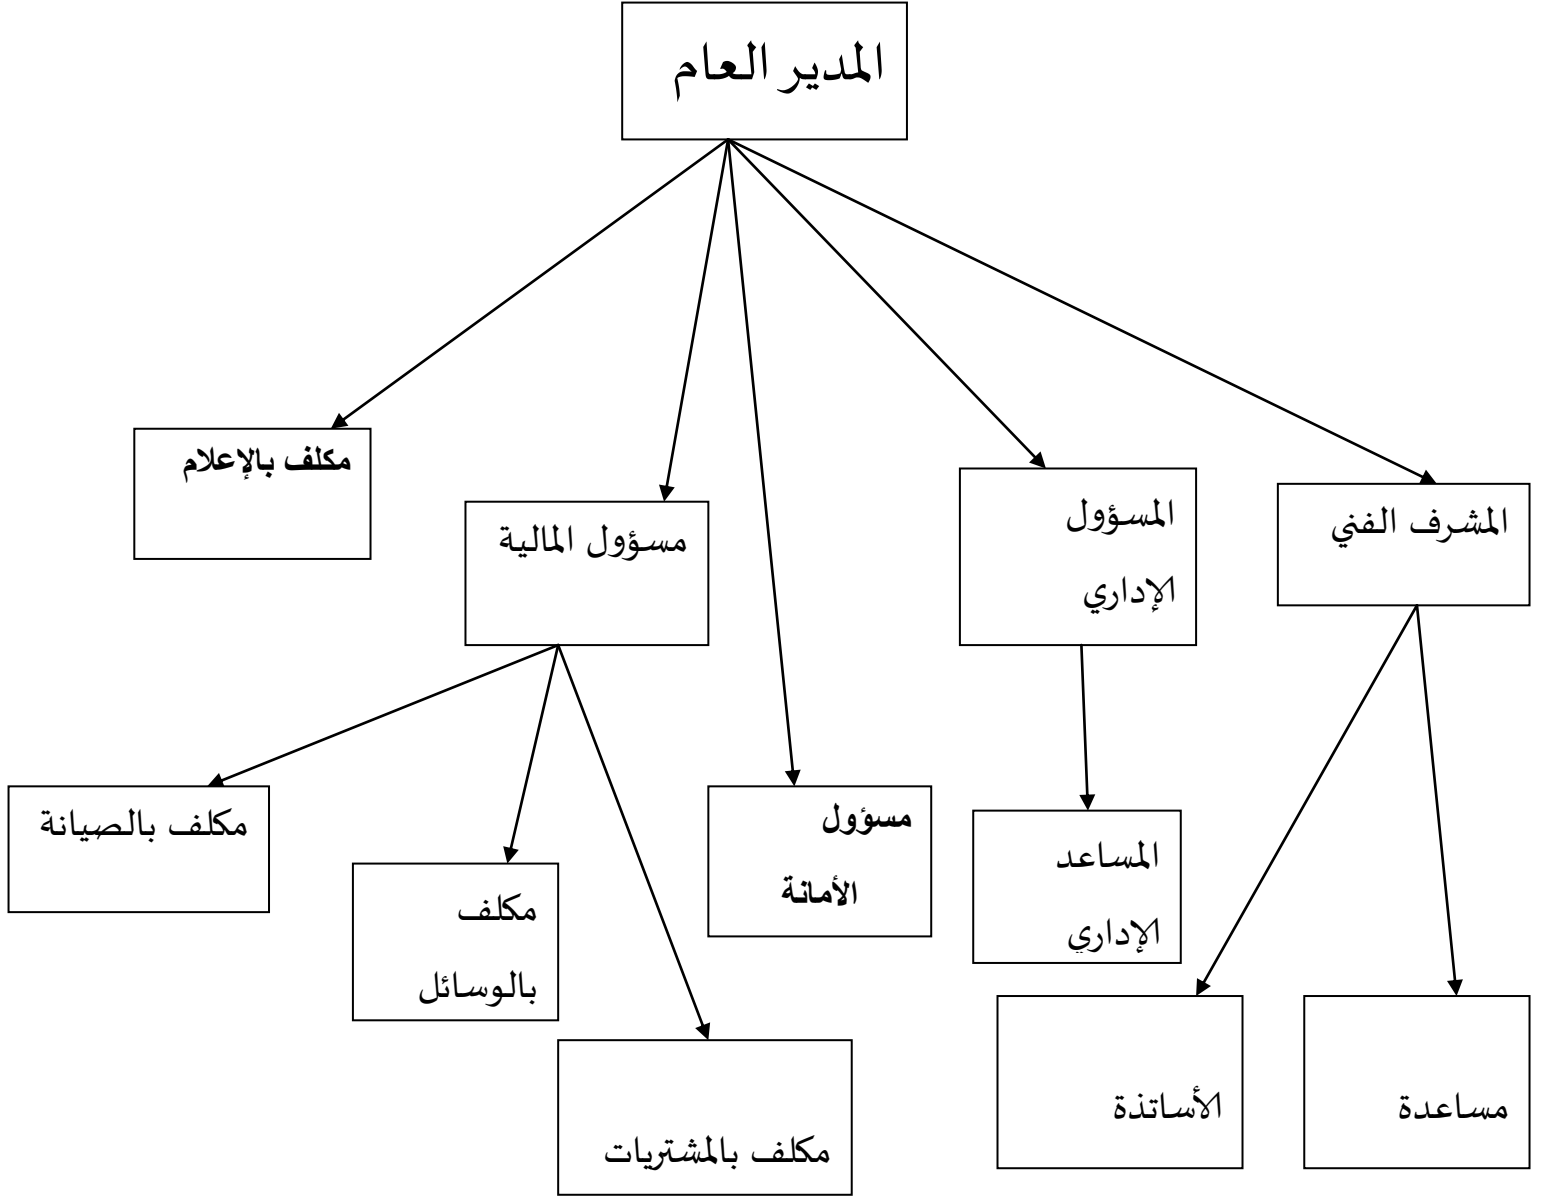 المدير العام
مكلف بالإعلام
المسؤول
الإداري
المشرف الفني
مسؤول المالية
مكلف بالصيانة
مسؤول
الأمانة
المساعد
الإداري
مكلف
بالوسائل
الأساتذة
مساعدة
مكلف بالمشتريات